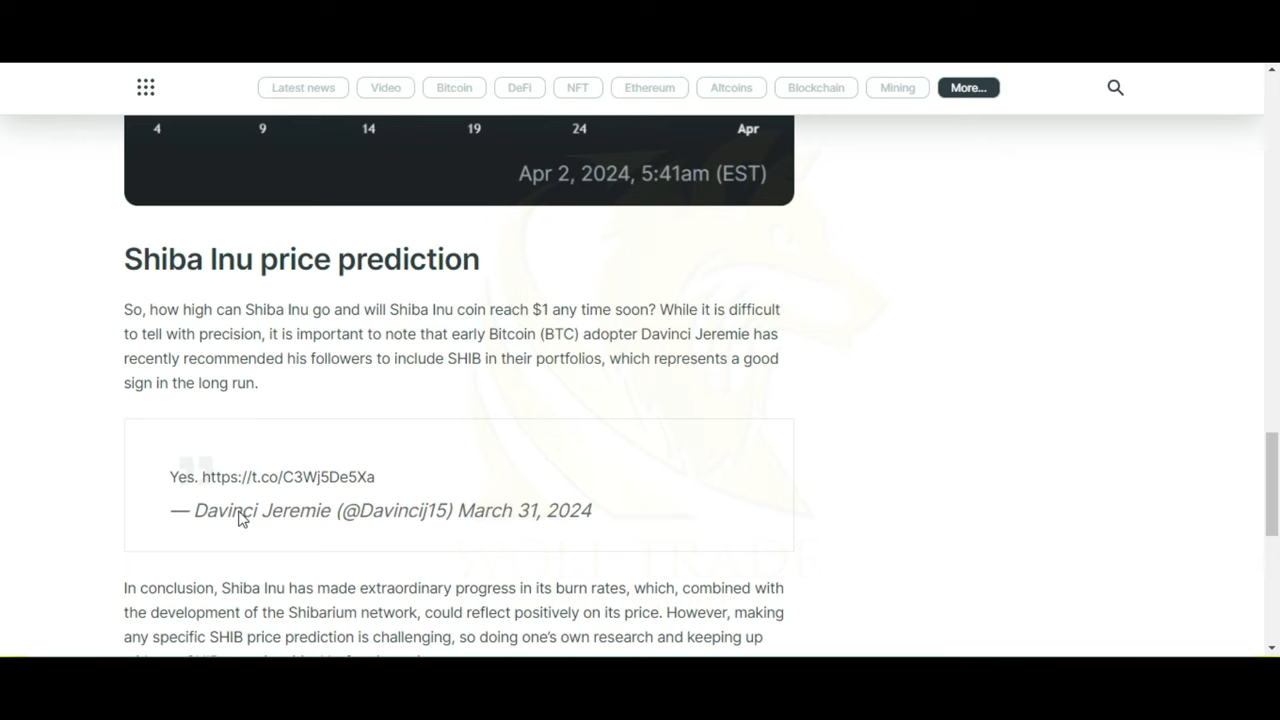 Latest news Video Bitcoin DeFi NFT Ethereum Altcoins Blockchain Mining More...
4 9 14 19 24 Apr
Apr 2, 2024, 5:41am (EST)
Shiba Inu price prediction
So, how high can Shiba Inu go and will Shiba Inu coin reach $1 any time soon? While it is difficult
to tell with precision, it is important to note that early Bitcoin (BTC) adopter Davinci Jeremie has
recently recommended his followers to include SHIB in their portfolios, which represents a good
sign in the long run.
Yes. https://t.co/C3Wj5De5Xa
— Davinci Jeremie (@Davincij15) March 31, 2024
In conclusion, Shiba Inu has made extraordinary progress in its burn rates, which, combined with
the development of the Shibarium network, could reflect positively on its price. However, making
any specific SHIB price prediction is challenging, so doing one's own research and keeping up